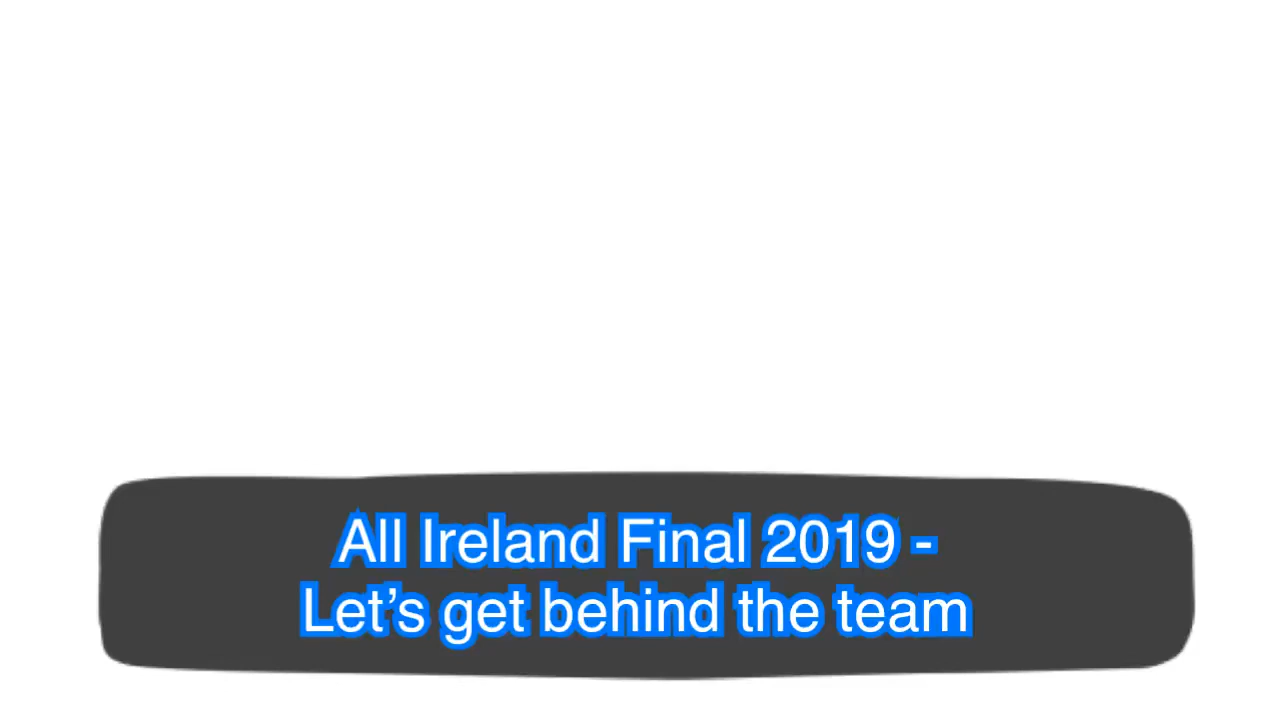 All Ireland Final 2019 -
Let’s get behind the team